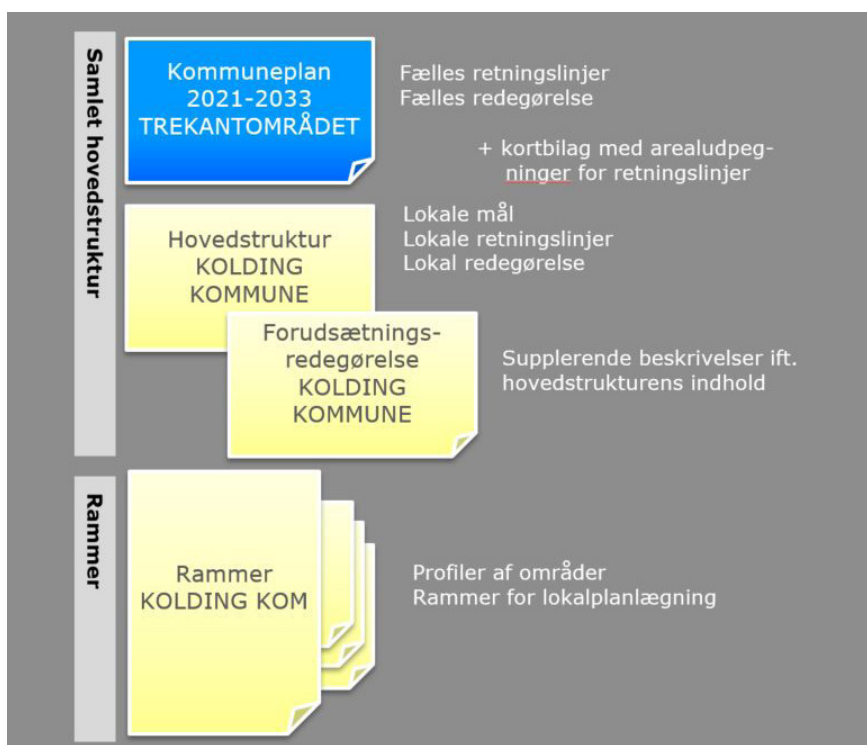 Samlet hovedstruktur
Kommuneplan
2021-2033
TREKANTOMRÅDET
Fælles retningslinjer
Fælles redegørelse
+ kortbilag med arealudpeg-
ninger for retningslinjer
Hovedstruktur
KOLDING
KOMMUNE
Lokale mål
Lokale retningslinjer
Lokal redegørelse
Forudsætnings-
redegørelse
KOLDING
KOMMUNE
Supplerende beskrivelser ift.
hovedstrukturens indhold
Rammer
Rammer
KOLDING KOM
Profiler af områder
Rammer for lokalplanlægning